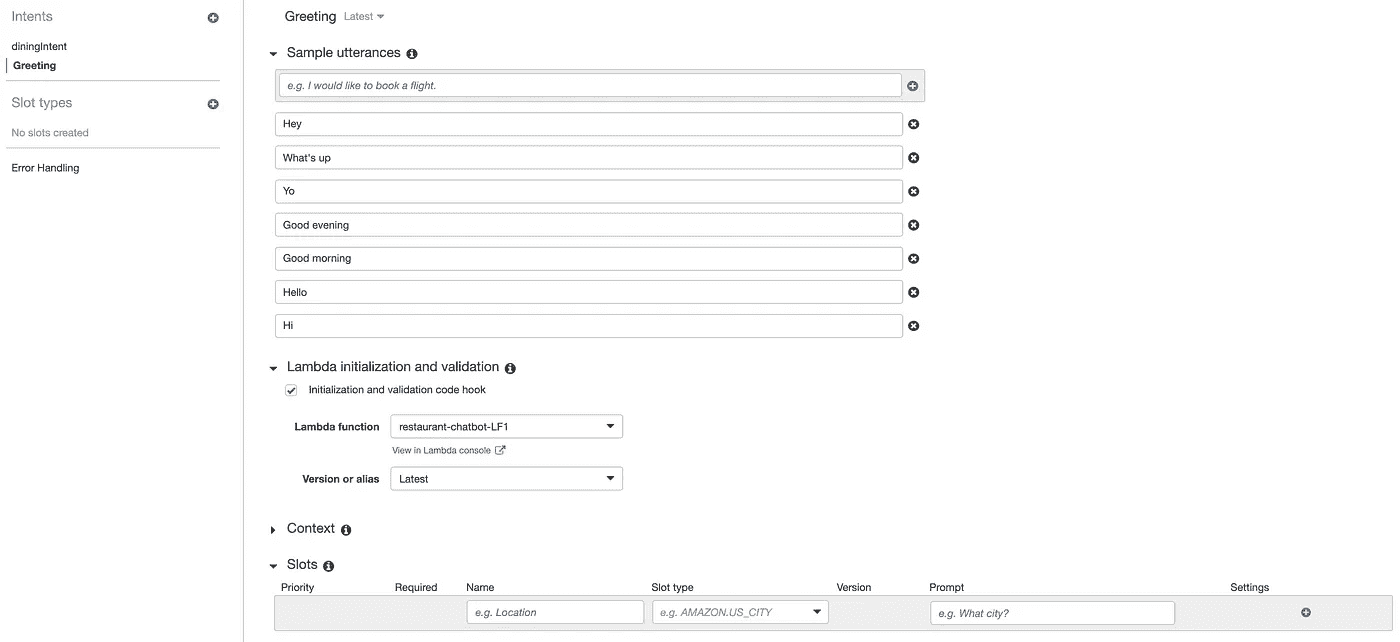 Intents
diningIntent
Greeting
Slot types
No slots created
Error Handling
Greeting Latest
Sample utterances
e.g. I would like to book a flight.
Hey
What's up
Yo
Good evening
Good morning
Hello
Hi
Lambda initialization and validation
Initialization and validation code hook
Lambda function restaurant-chatbot-LF1
View in Lambda console
Version or alias Latest
Context
Slots
Priority Required Name Slot type Version Prompt Settings
e.g. Location e.g. AMAZON.US_CITY e.g. What city?